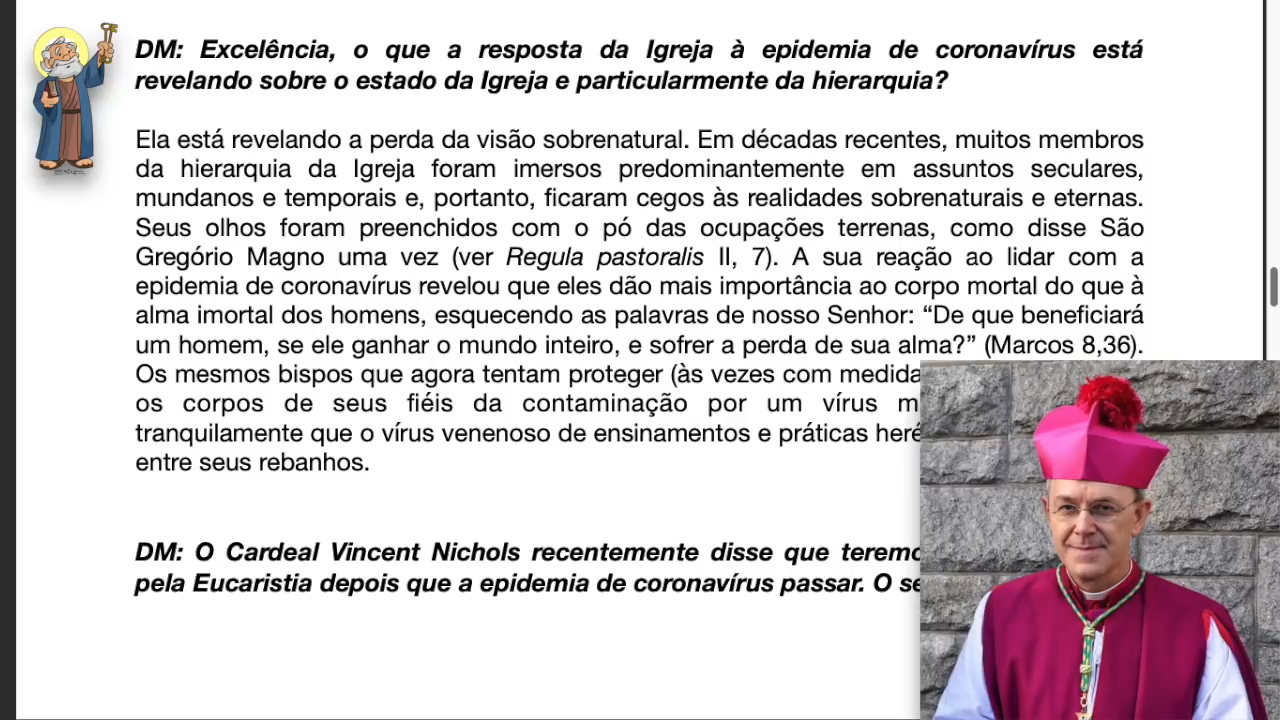 DM: Excelência, o que a resposta da Igreja à epidemia de coronavírus está
revelando sobre o estado da Igreja e particularmente da hierarquia?
Ela está revelando a perda da visão sobrenatural. Em décadas recentes, muitos membros
da hierarquia da Igreja foram imersos predominantemente em assuntos seculares,
mundanos e temporais e, portanto, ficaram cegos às realidades sobrenaturais e eternas.
Seus olhos foram preenchidos com o pó das ocupações terrenas, como disse São
Gregório Magno uma vez (ver Regula pastoralis II, 7). A sua reação ao lidar com a
epidemia de coronavírus revelou que eles dão mais importância ao corpo mortal do que à
alma imortal dos homens, esquecendo as palavras de nosso Senhor: “De que beneficiará
um homem, se ele ganhar o mundo inteiro, e sofrer a perda de sua alma?” (Marcos 8,36).
Os mesmos bispos que agora tentam proteger (às vezes com medida
os corpos de seus fiéis da contaminação por um vírus m
tranquilamente que o vírus venenoso de ensinamentos e práticas heré
entre seus rebanhos.
DM: O Cardeal Vincent Nichols recentemente disse que teremo
pela Eucaristia depois que a epidemia de coronavírus passar. O se